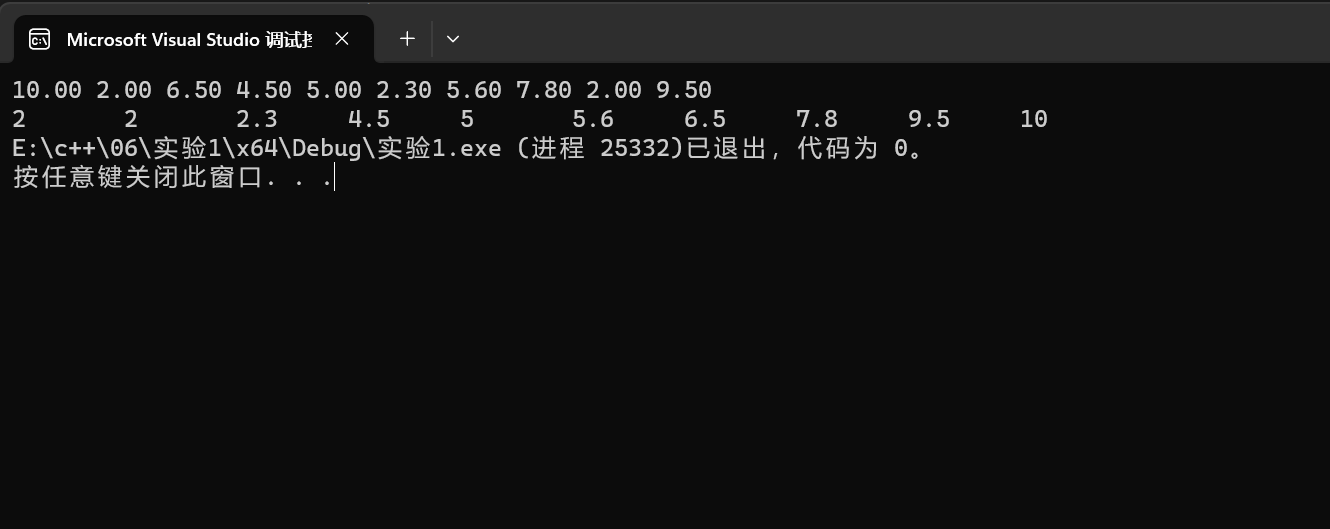 Microsoft Visual Studio 调试
10.00 2.00 6.50 4.50 5.00 2.30 5.60 7.80 2.00 9.50
2 2 2.3 4.5 5 5.6 6.5 7.8 9.5 10
E:\c++\06\实验1\x64\Debug\实验1.exe (进程 25332)已退出，代码为 0。
按任意键关闭此窗口. . .